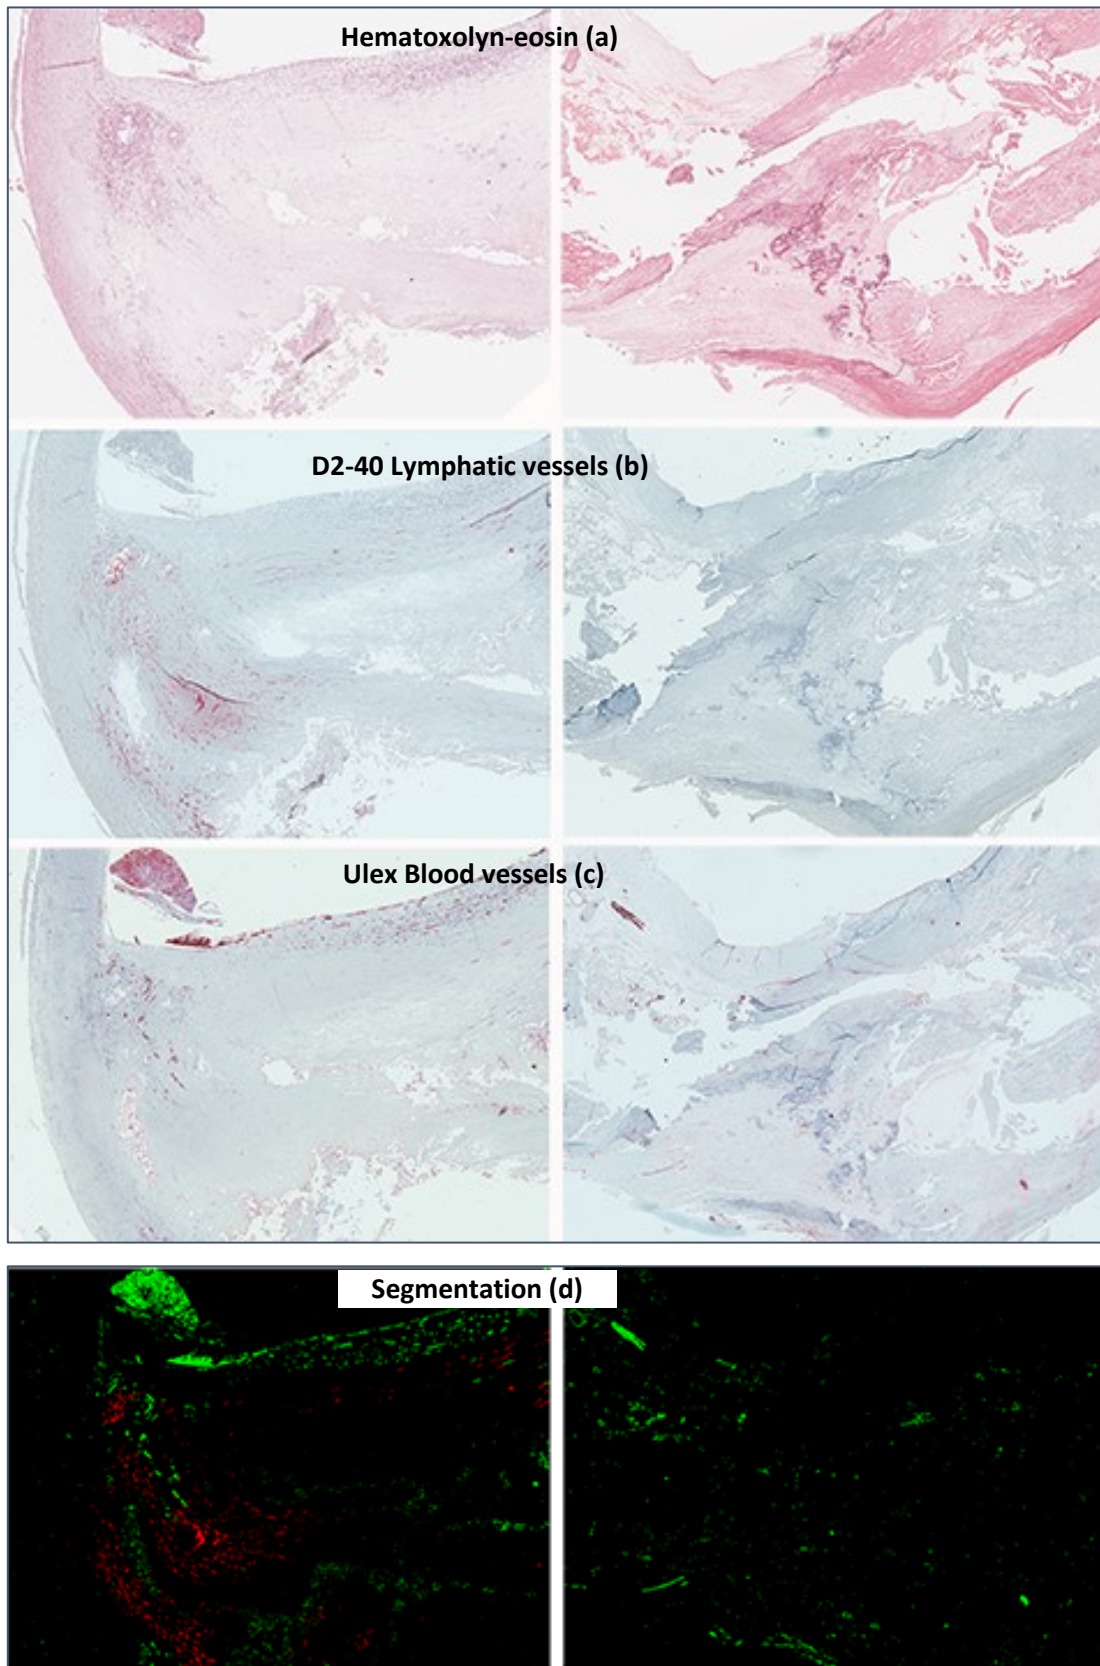 Hematoxolyn-eosin (a)
D2-40 Lymphatic vessels (b)
Ulex Blood vessels (c)
Segmentation (d)